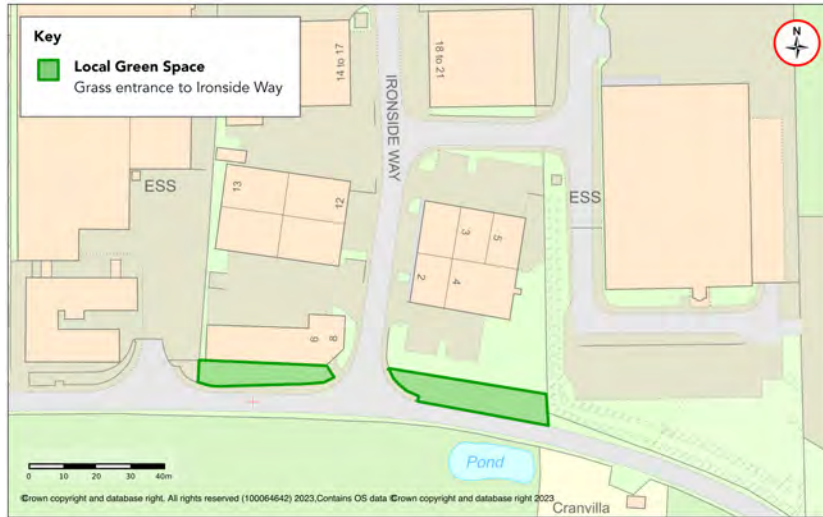 Key
Local Green Space
Grass entrance to Ironside Way
N
14 to 17
18 to 21
IRONSIDE WAY
ESS
13
12
ESS
3
5
2
4
6
8
0 10 20 30 40m
Pond
©rown copyright and database right. All rights reserved (100064642) 2023,Contains OS data ©rown copyright and database right 2023
Cranvilla